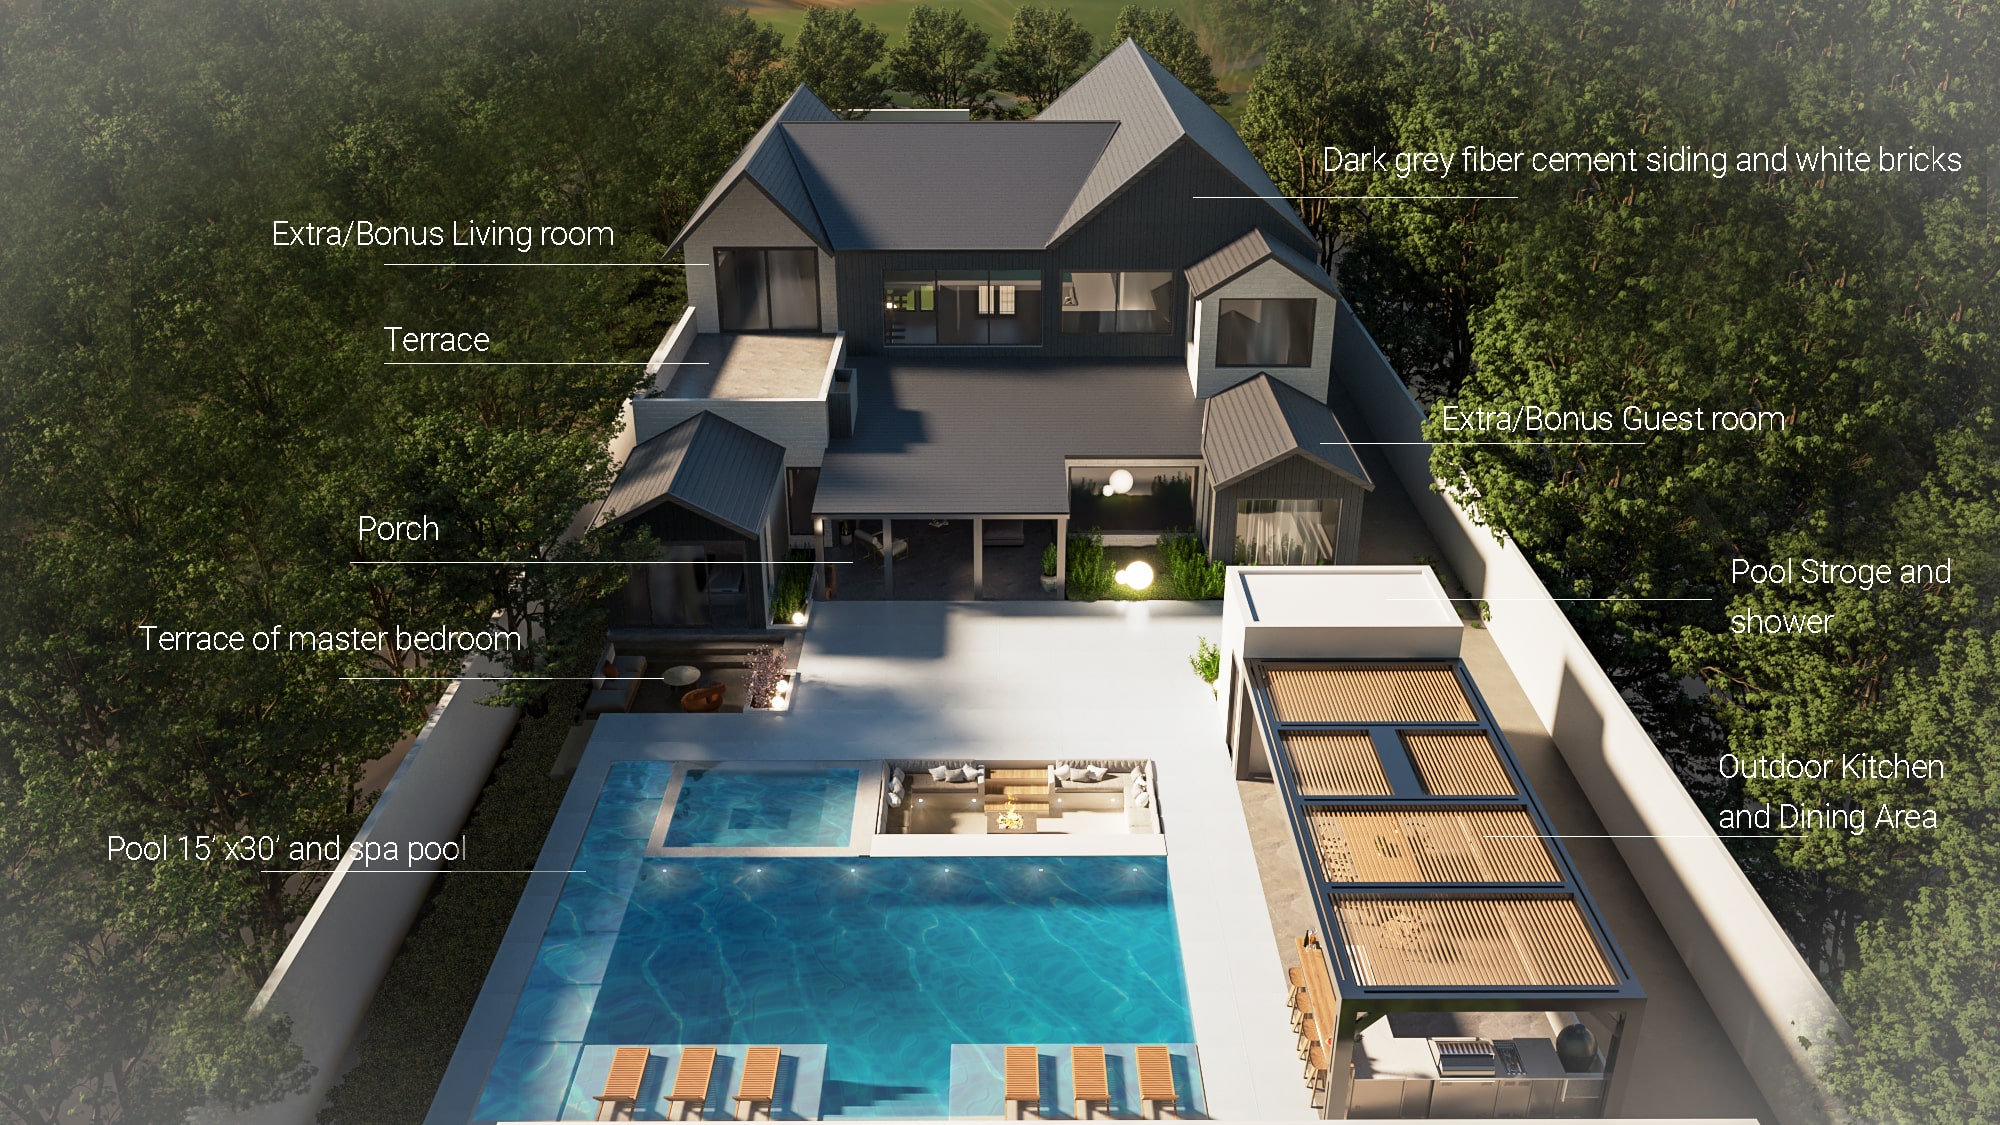 Dark grey fiber cement siding and white bricks
Extra/Bonus Living room
Terrace
Extra/Bonus Guest room
Porch
Pool Stroge and
shower
Terrace of master bedroom
Outdoor Kitchen
and Dining Area
Pool 15’ x30’ and spa pool